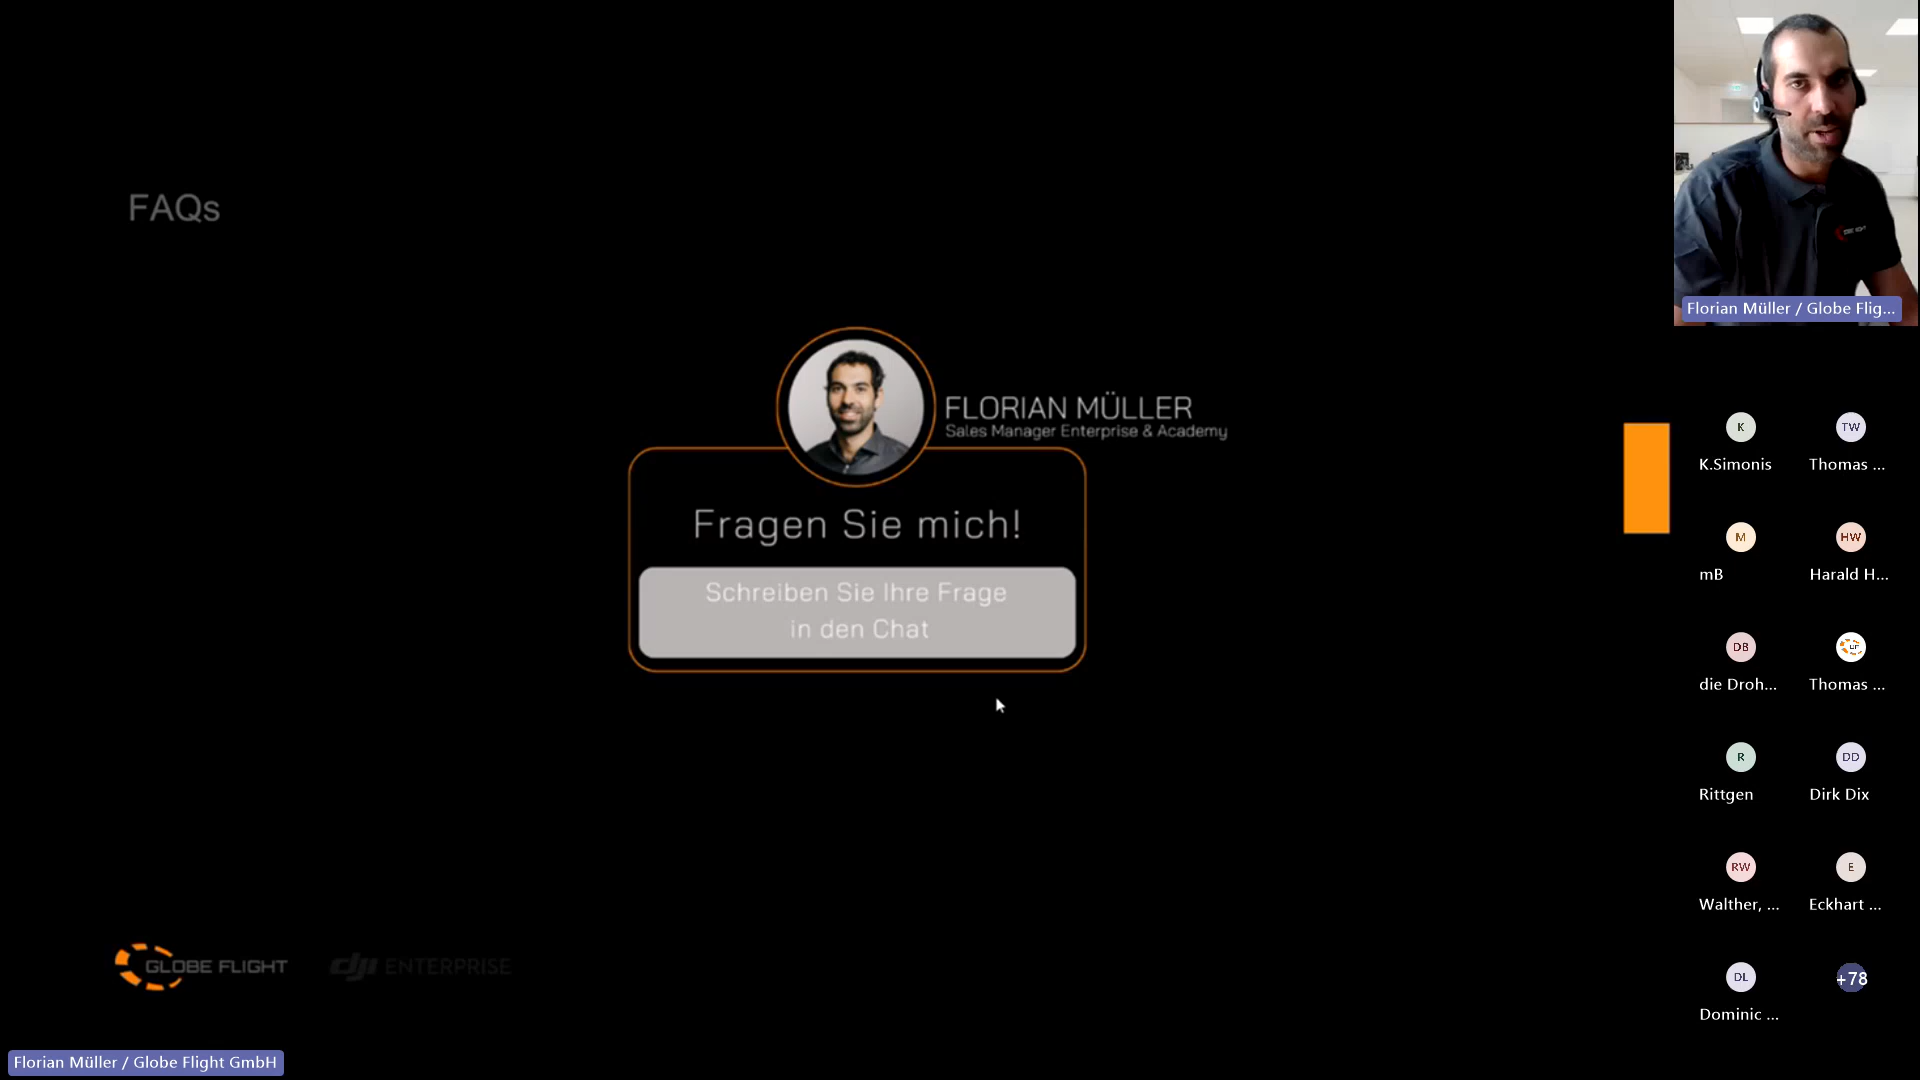 FAQs
FLORIAN MÜLLER
Sales Manager Enterprise & Academy
Fragen Sie mich!
Schreiben Sie Ihre Frage
in den Chat
GLOBE FLIGHT
dji ENTERPRISE
Florian Müller / Globe Flight GmbH
Florian Müller / Globe Flig...
K
TW
K.Simonis
Thomas ...
M
HW
mB
Harald H...
DB
die Droh...
Thomas ...
R
DD
Rittgen
Dirk Dix
RW
E
Walther, ...
Eckhart ...
DL
+78
Dominic ...